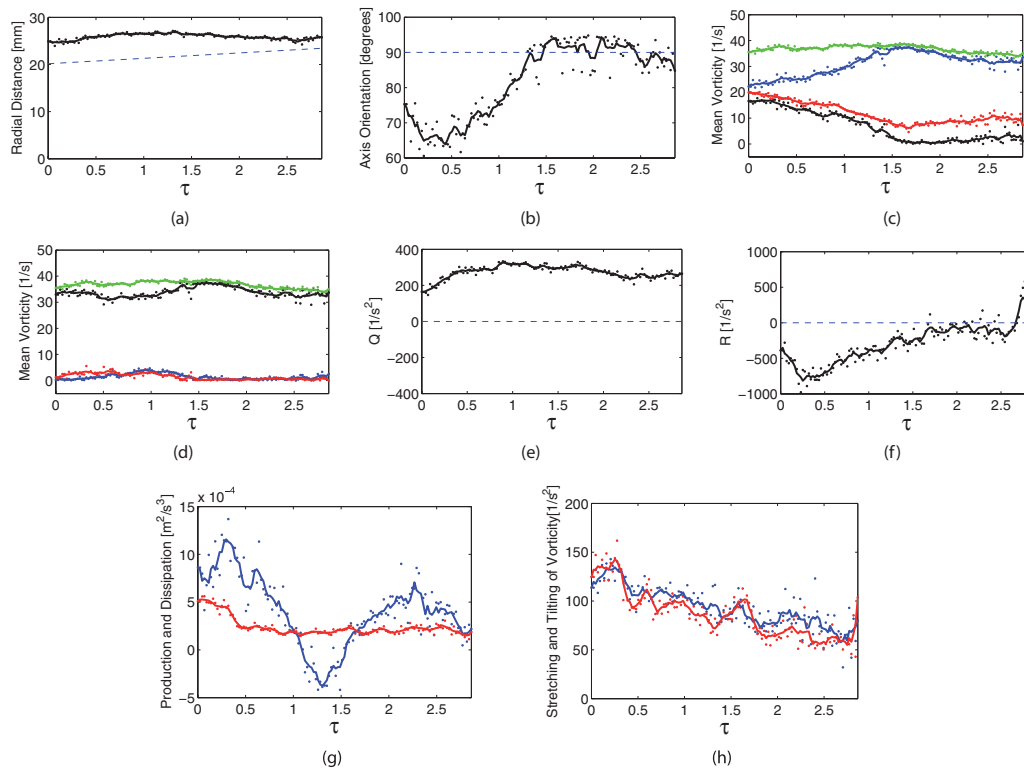 Radial Distance [mm]
30
20
10
0
0 0.5 1 1.5 2 2.5
τ
(a)
Axis Orientation [degrees]
100
90
80
70
60
0 0.5 1 1.5 2 2.5
τ
(b)
Mean Vorticity [1/s]
50
40
30
20
10
0
0 0.5 1 1.5 2 2.5
τ
(c)
Mean Vorticity [1/s]
50
40
30
20
10
0
0 0.5 1 1.5 2 2.5
τ
(d)
Q [1/s²]
400
200
0
−200
−400
0 0.5 1 1.5 2 2.5
τ
(e)
R [1/s²]
1000
500
0
−500
−1000
0 0.5 1 1.5 2 2.5
τ
(f)
Production and Dissipation [m²/s³]
x 10⁻⁴
15
10
5
0
−5
0 0.5 1 1.5 2 2.5
τ
(g)
Stretching and Tiltting of Vorticity[1/s²]
200
150
100
50
0
0 0.5 1 1.5 2 2.5
τ
(h)